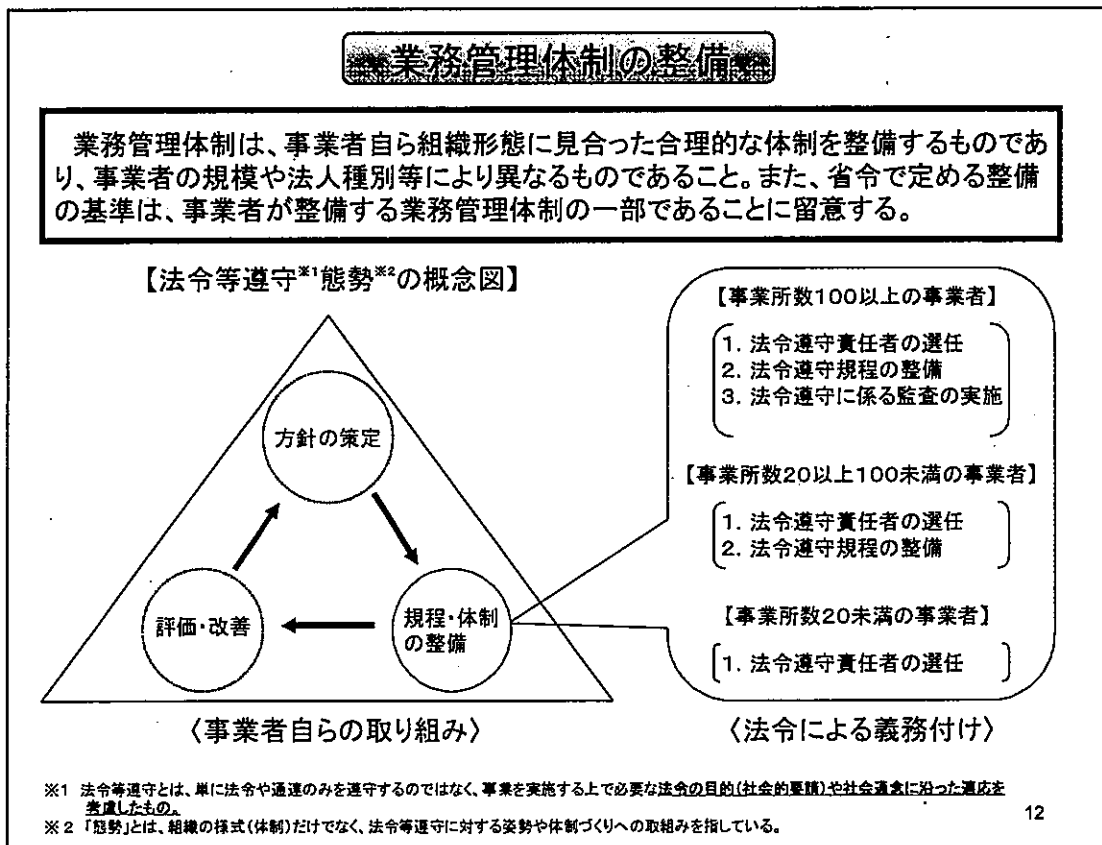 業務管理体制の整備
業務管理体制は、事業者自ら組織形態に見合った合理的な体制を整備するものであ
り、事業者の規模や法人種別等により異なるものであること。また、省令で定める整備
の基準は、事業者が整備する業務管理体制の一部であることに留意する。
【法令等遵守※1態勢※2の概念図】
方針の策定
評価・改善
規程・体制
の整備
〈事業者自らの取り組み〉
【事業所数100以上の事業者】
1. 法令遵守責任者の選任
2. 法令遵守規程の整備
3. 法令遵守に係る監査の実施
【事業所数20以上100未満の事業者】
1. 法令遵守責任者の選任
2. 法令遵守規程の整備
【事業所数20未満の事業者】
1. 法令遵守責任者の選任
〈法令による義務付け〉
※1 法令等遵守とは、単に法令や通達のみを遵守するのではなく、事業を実施する上で必要な法令の目的(社会的要請)や社会通念に沿った適応を
考慮したもの。
※2 「態勢」とは、組織の様式(体制)だけでなく、法令等遵守に対する姿勢や体制づくりへの取組みを指している。
12